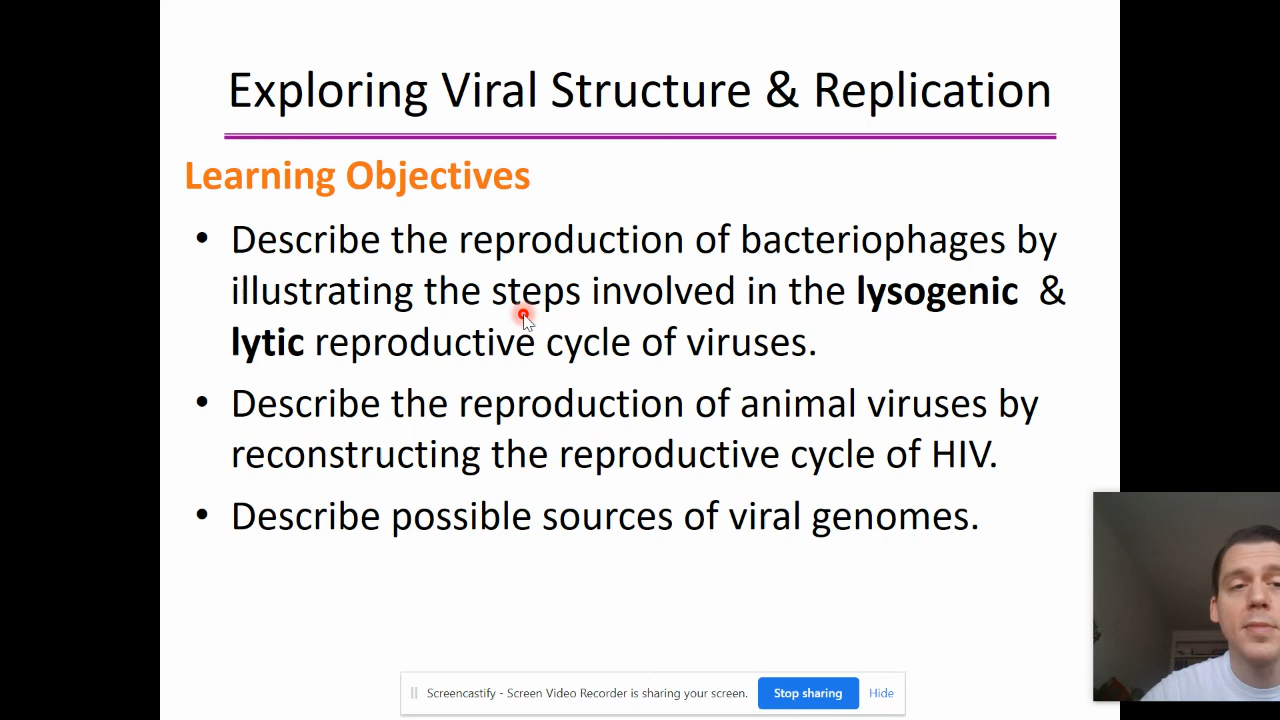 Exploring Viral Structure & Replication
Learning Objectives
• Describe the reproduction of bacteriophages by
illustrating the steps involved in the lysogenic &
lytic reproductive cycle of viruses.
• Describe the reproduction of animal viruses by
reconstructing the reproductive cycle of HIV.
• Describe possible sources of viral genomes.
Screencastify - Screen Video Recorder is sharing your screen. Stop sharing Hide